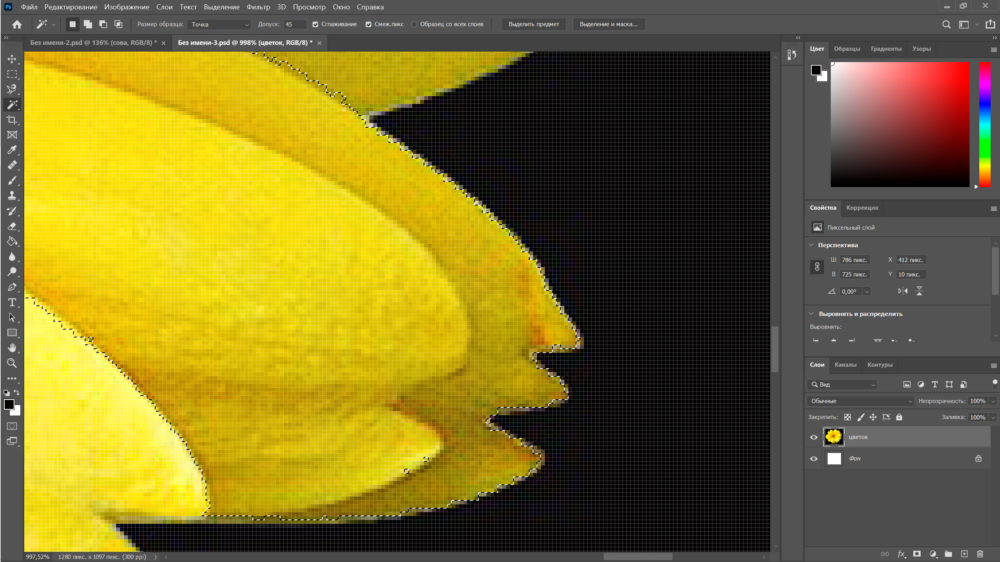 Ps Файл Редактирование Изображение Слои Текст Выделение Фильтр 3D Просмотр Окно Справка
Размер образца: Точка Допуск: 45 Сглаживание Смеж.пикс Образец со всех слоев Выделить предмет Выделение и маска...
Без имени-2.psd @ 136% (сова, RGB/8) * Без имени-3.psd @ 998% (цветок, RGB/8) *
Цвет Образцы Градиенты Узоры
Свойства Коррекция
Пиксельный слой
Перспектива
Ш 786 пикс. X 412 пикс.
В 725 пикс. Y 10 пикс.
0,00°
Выровнять и распределить
Выровнять:
Слои Каналы Контуры
Вид
Обычные Непрозрачность: 100%
Закрепить: Заливка: 100%
цветок
Фон
997,52% 1280 пикс. x 1097 пикс. (300 ppi)
fx